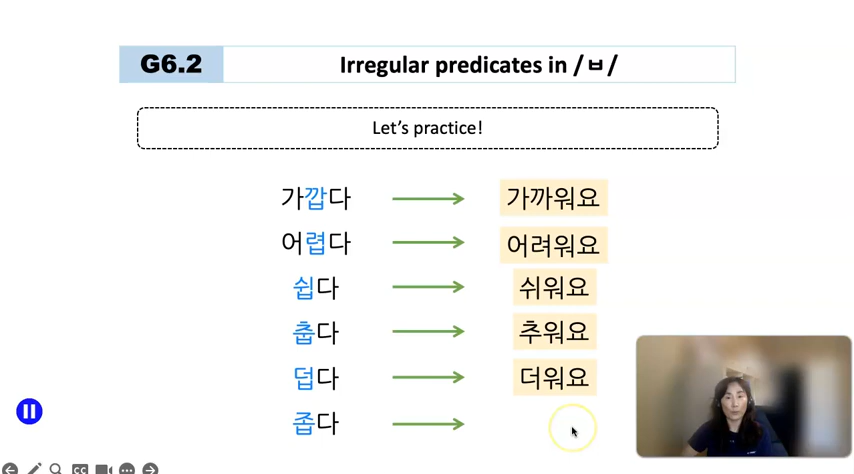 G6.2
Irregular predicates in /ㅂ/
Let's practice!
가깝다 → 가까워요
어렵다 → 어려워요
쉽다 → 쉬워요
춥다 → 추워요
덥다 → 더워요
좁다 →
CC